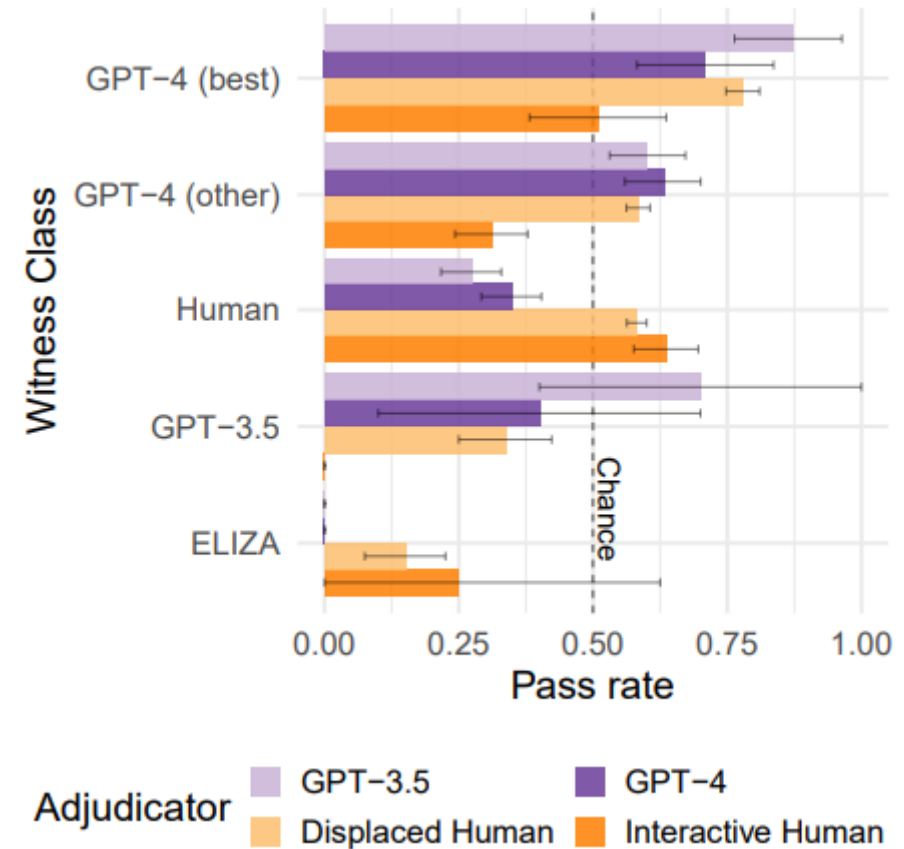 Witness Class
GPT−4 (best)
GPT−4 (other)
Human
GPT−3.5
ELIZA
Chance
0.00 0.25 0.50 0.75 1.00
Pass rate
Adjudicator
GPT−3.5 GPT−4
Displaced Human Interactive Human